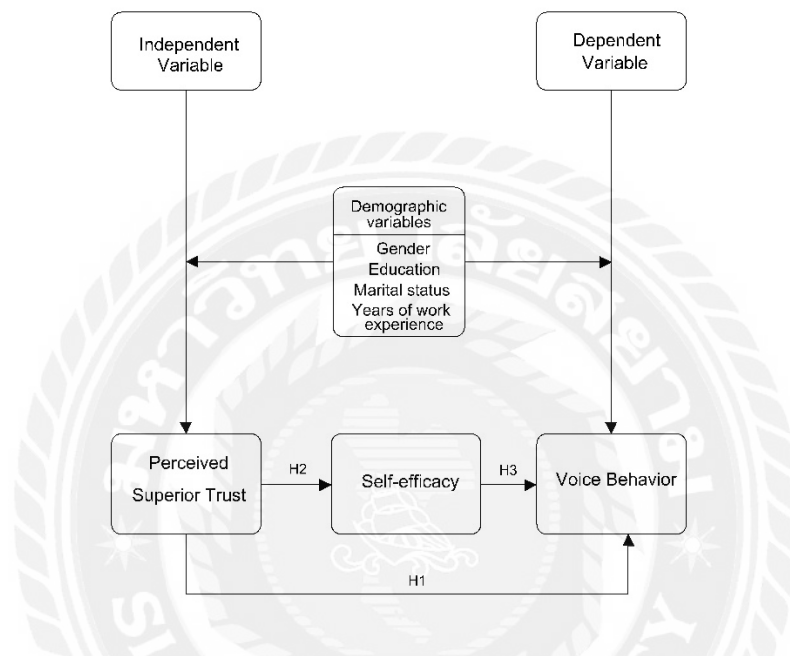 Independent
Variable
Dependent
Variable
Demographic
variables
Gender
Education
Marital status
Years of work
experience
Perceived
Superior Trust
H2
Self-efficacy
H3
Voice Behavior
H1